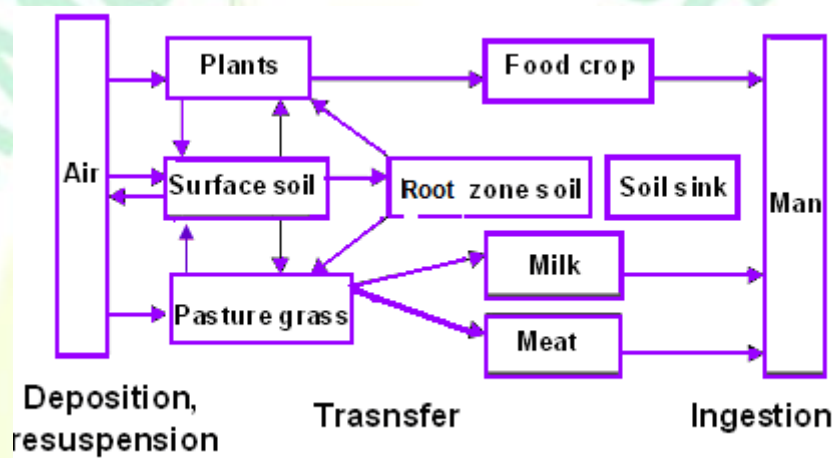 Plants
Food crop
Air
Surface soil
Root zone soil
Soil sink
Man
Milk
Pasture grass
Meat
Deposition,
resuspension
Trasnsfer
Ingestion